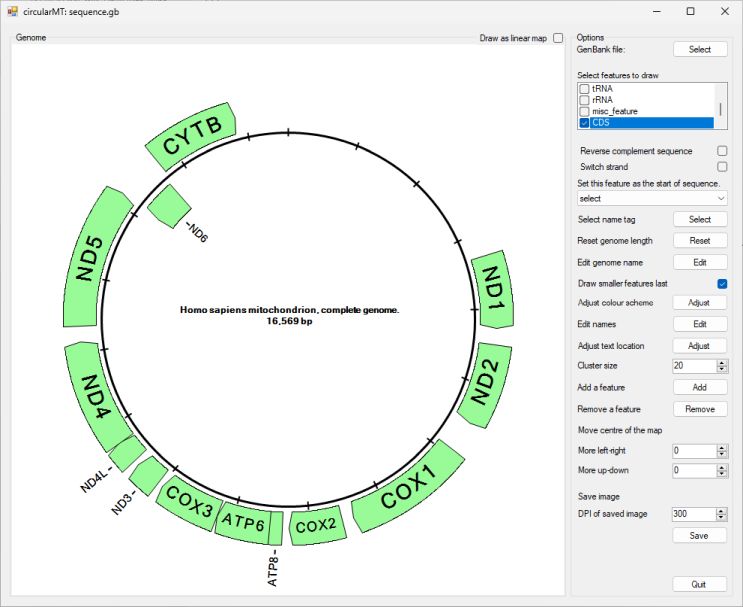 circularMT: sequence.gb
Genome
Draw as linear map
CYTB
ND6
ND5
ND1
Homo sapiens mitochondrion, complete genome.
16,569 bp
ND2
ND4
ND4L
ND3
COX3
ATP6
ATP8
COX2
COX1
Options
GenBank file:
Select
Select features to draw
tRNA
rRNA
misc_feature
CDS
Reverse complement sequence
Switch strand
Set this feature as the start of sequence.
select
Select name tag
Select
Reset genome length
Reset
Edit genome name
Edit
Draw smaller features last
Adjust colour scheme
Adjust
Edit names
Edit
Adjust text location
Adjust
Cluster size
20
Add a feature
Add
Remove a feature
Remove
Move centre of the map
More left-right
0
More up-down
0
Save image
DPI of saved image
300
Save
Quit